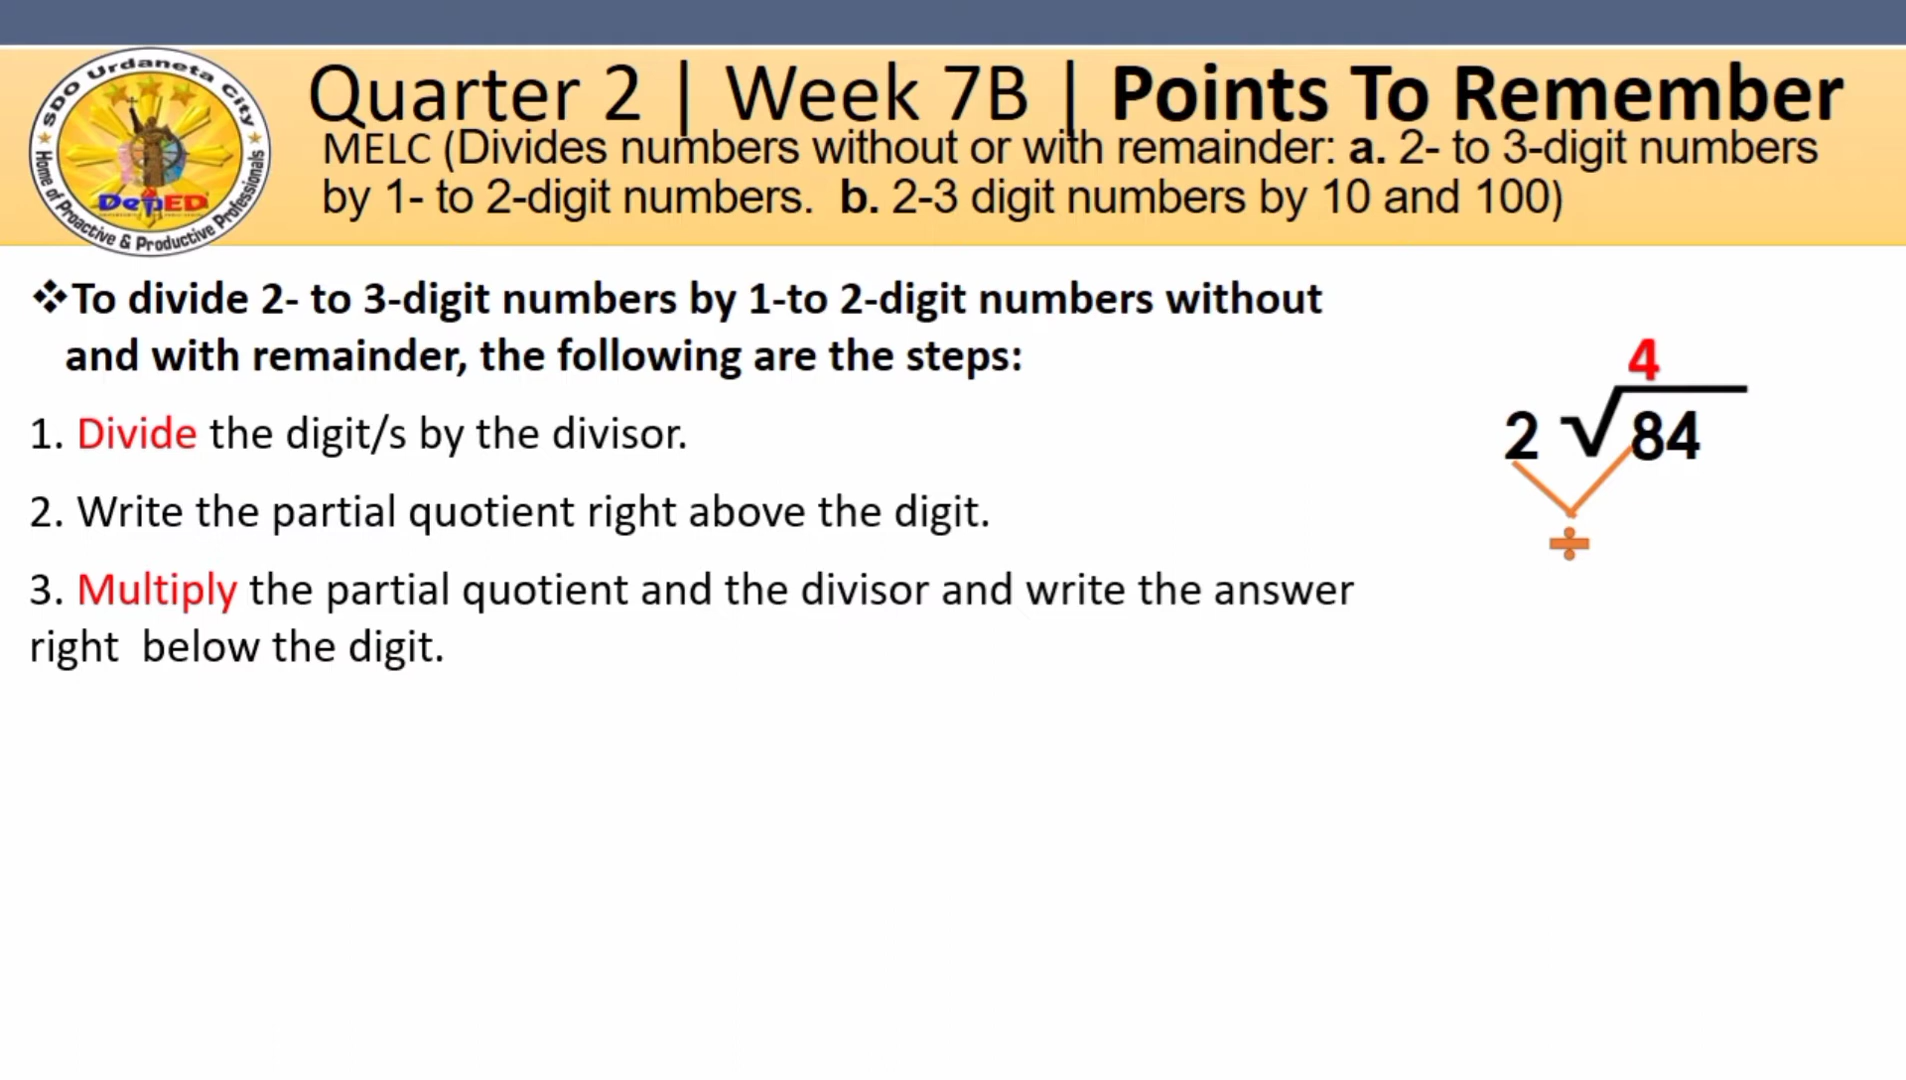 SDO Urdaneta City
Home of Proactive & Productive Professionals
DepED
Quarter 2 | Week 7B | Points To Remember
MELC (Divides numbers without or with remainder: a. 2- to 3-digit numbers
by 1- to 2-digit numbers.  b. 2-3 digit numbers by 10 and 100)
❖To divide 2- to 3-digit numbers by 1-to 2-digit numbers without
and with remainder, the following are the steps:
1. Divide the digit/s by the divisor.
2. Write the partial quotient right above the digit.
3. Multiply the partial quotient and the divisor and write the answer
right  below the digit.
4
2 √84
÷